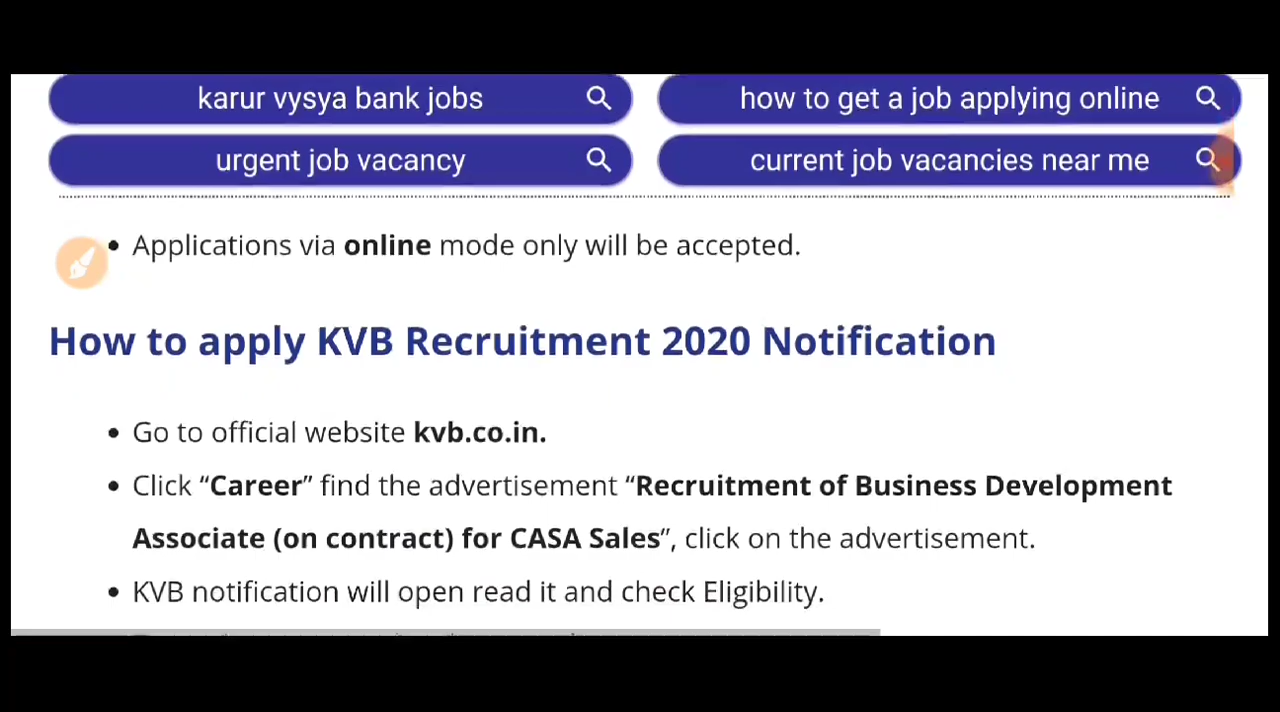 karur vysya bank jobs
how to get a job applying online
urgent job vacancy
current job vacancies near me
• Applications via online mode only will be accepted.
How to apply KVB Recruitment 2020 Notification
• Go to official website kvb.co.in.
• Click “Career” find the advertisement “Recruitment of Business Development
Associate (on contract) for CASA Sales”, click on the advertisement.
• KVB notification will open read it and check Eligibility.